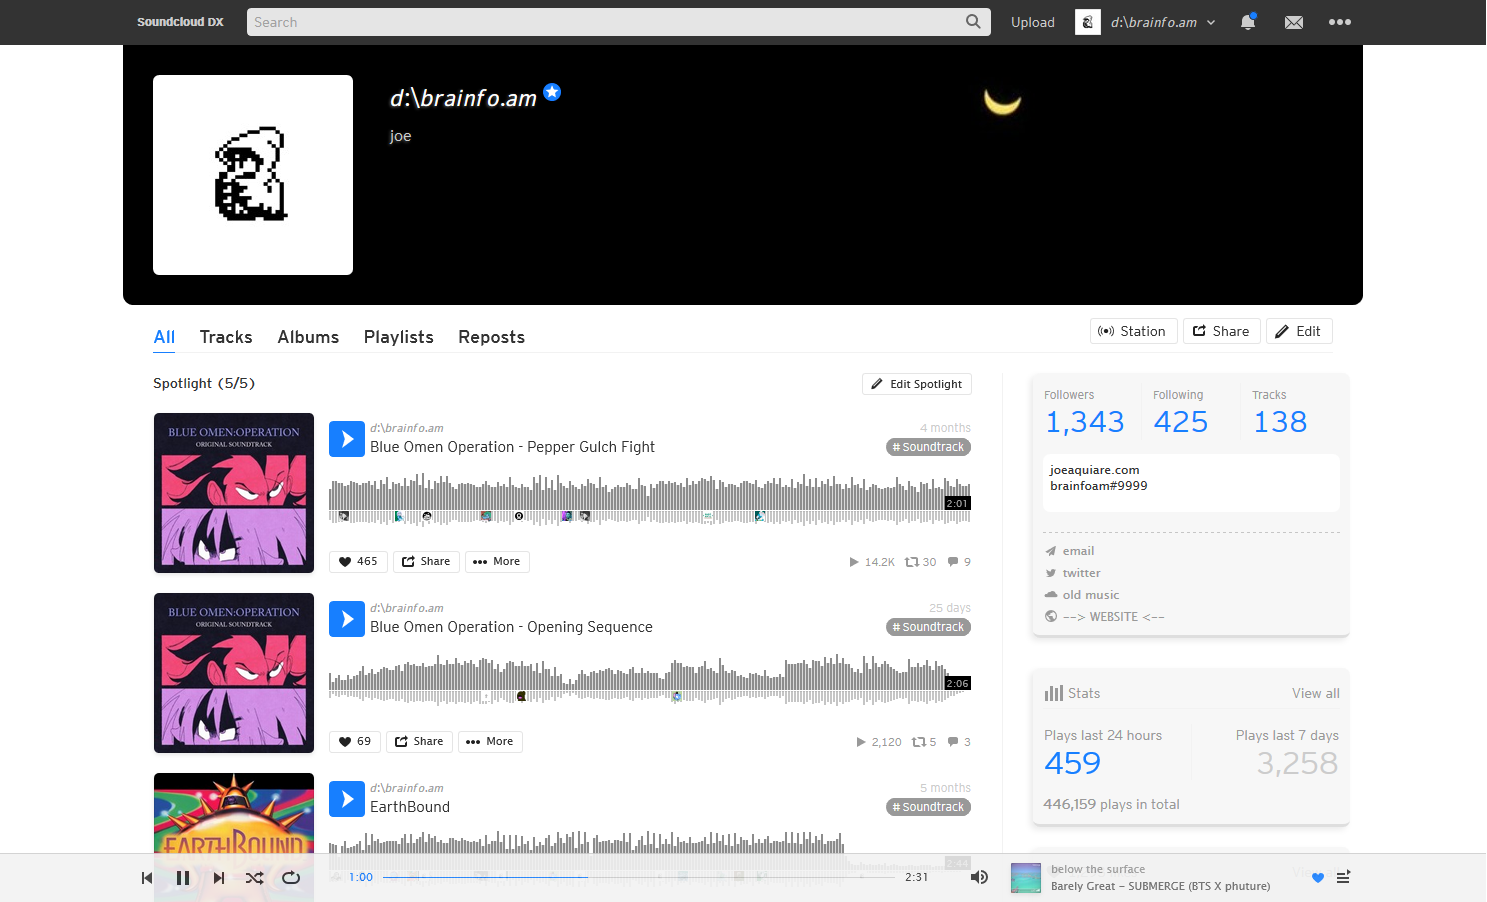 Soundcloud DX
Search
Upload
d:\brainfo.am
d:\brainfo.am
joe
All
Tracks
Albums
Playlists
Reposts
Station
Share
Edit
Spotlight (5/5)
Edit Spotlight
BLUE OMEN:OPERATION
ORIGINAL SOUNDTRACK
d:\brainfo.am
Blue Omen Operation - Pepper Gulch Fight
4 months
# Soundtrack
2:01
465
Share
More
14.2K
30
9
BLUE OMEN:OPERATION
ORIGINAL SOUNDTRACK
d:\brainfo.am
Blue Omen Operation - Opening Sequence
25 days
# Soundtrack
2:06
69
Share
More
2,120
5
3
EARTHBOUND
d:\brainfo.am
EarthBound
5 months
# Soundtrack
2:44
Followers
1,343
Following
425
Tracks
138
joeaquiare.com
brainfoam#9999
email
twitter
old music
--> WEBSITE <--
Stats
View all
Plays last 24 hours
459
Plays last 7 days
3,258
446,159 plays in total
1:00
2:31
below the surface
Barely Great - SUBMERGE (BTS X phuture)